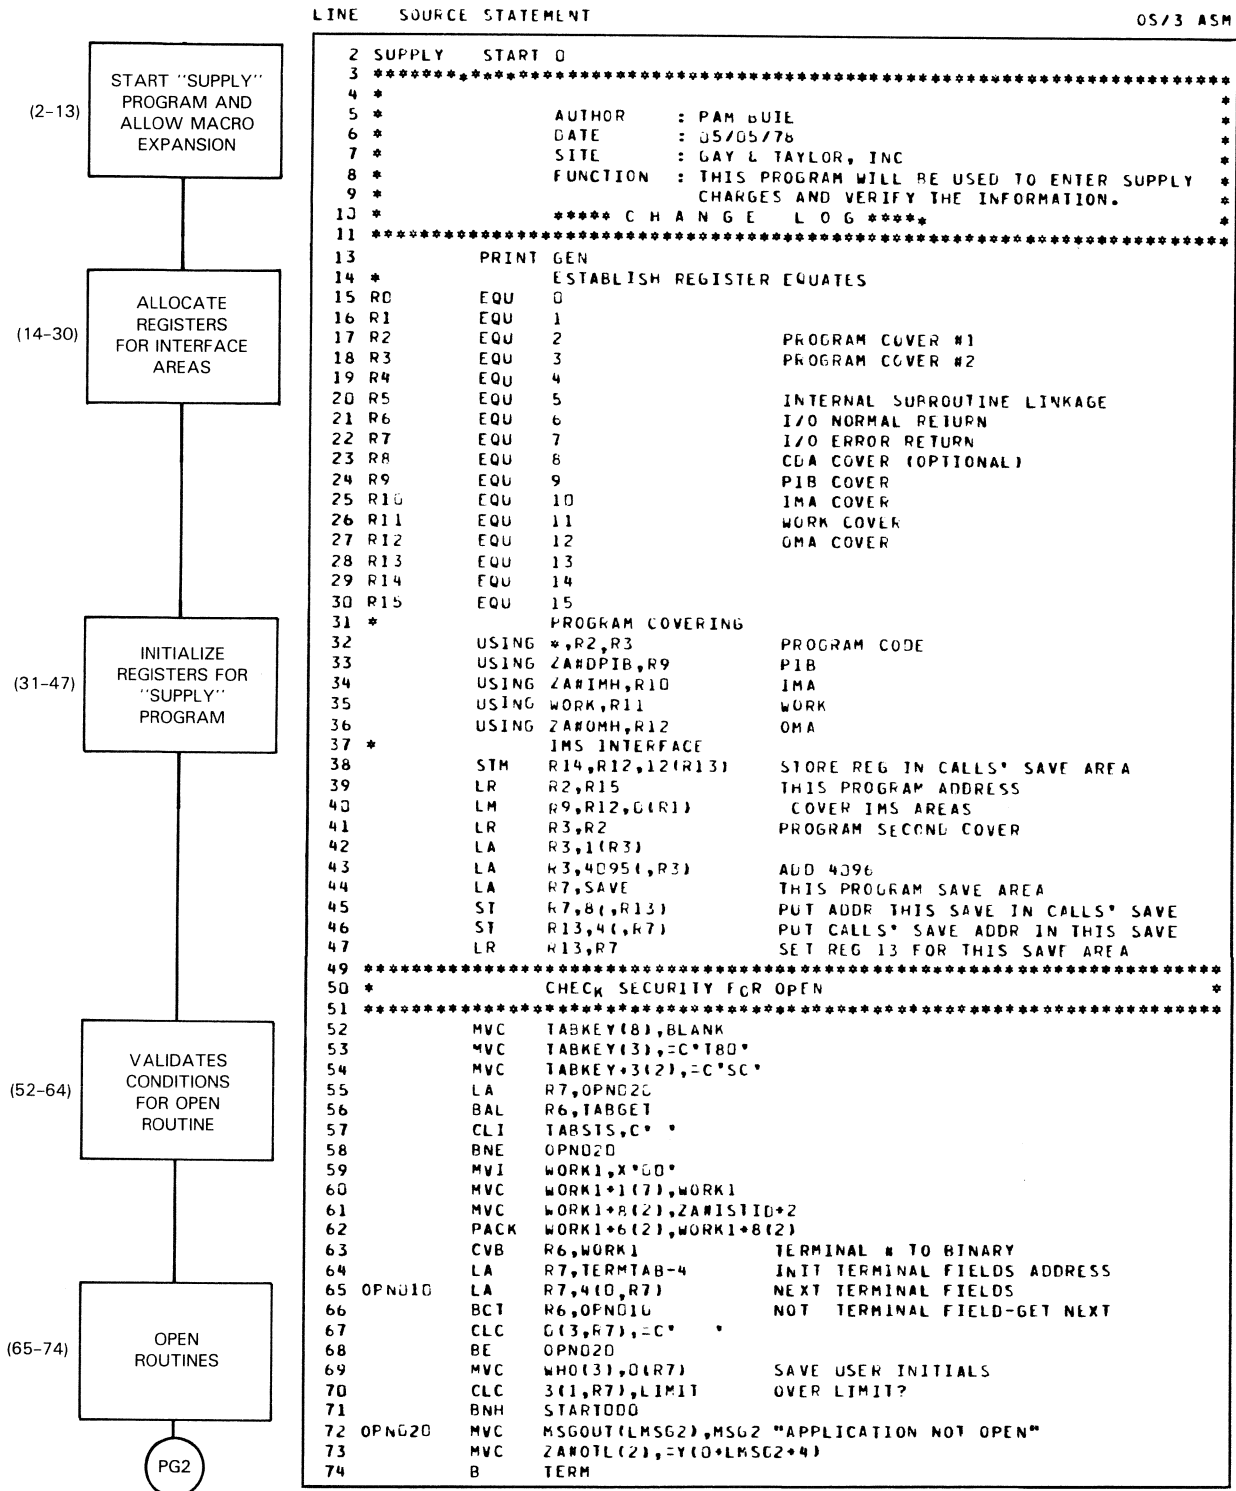 LINE SOURCE STATEMENT OS/3 ASM
START "SUPPLY" PROGRAM AND ALLOW MACRO EXPANSION
(2-13)
ALLOCATE REGISTERS FOR INTERFACE AREAS
(14-30)
INITIALIZE REGISTERS FOR "SUPPLY" PROGRAM
(31-47)
VALIDATES CONDITIONS FOR OPEN ROUTINE
(52-64)
OPEN ROUTINES
(65-74)
PG2
2 SUPPLY START 0
3 ************************************************************************
4 * *
5 * AUTHOR : PAM BUIE *
6 * DATE : 05/05/78 *
7 * SITE : GAY & TAYLOR, INC *
8 * FUNCTION : THIS PROGRAM WILL BE USED TO ENTER SUPPLY *
9 * CHARGES AND VERIFY THE INFORMATION. *
10 * ***** C H A N G E L O G ***** *
11 ************************************************************************
13 PRINT GEN
14 * ESTABLISH REGISTER EQUATES
15 R0 EQU 0
16 R1 EQU 1
17 R2 EQU 2 PROGRAM COVER #1
18 R3 EQU 3 PROGRAM COVER #2
19 R4 EQU 4
20 R5 EQU 5 INTERNAL SUBROUTINE LINKAGE
21 R6 EQU 6 I/O NORMAL RETURN
22 R7 EQU 7 I/O ERROR RETURN
23 R8 EQU 8 CDA COVER (OPTIONAL)
24 R9 EQU 9 PIB COVER
25 R10 EQU 10 IMA COVER
26 R11 EQU 11 WORK COVER
27 R12 EQU 12 OMA COVER
28 R13 EQU 13
29 R14 EQU 14
30 R15 EQU 15
31 * PROGRAM COVERING
32 USING *,R2,R3 PROGRAM CODE
33 USING ZA#DPIB,R9 PIB
34 USING ZA#IMH,R10 IMA
35 USING WORK,R11 WORK
36 USING ZA#OMH,R12 OMA
37 * IMS INTERFACE
38 STM R14,R12,12(R13) STORE REG IN CALLS' SAVE AREA
39 LR R2,R15 THIS PROGRAM ADDRESS
40 LM R9,R12,0(R1) COVER IMS AREAS
41 LR R3,R2 PROGRAM SECOND COVER
42 LA R3,1(R3)
43 LA R3,4095(,R3) ADD 4096
44 LA R7,SAVE THIS PROGRAM SAVE AREA
45 ST R7,8(,R13) PUT ADDR THIS SAVE IN CALLS' SAVE
46 ST R13,4(,R7) PUT CALLS' SAVE ADDR IN THIS SAVE
47 LR R13,R7 SET REG 13 FOR THIS SAVE AREA
49 ************************************************************************
50 * CHECK SECURITY FOR OPEN *
51 ************************************************************************
52 MVC TABKEY(8),BLANK
53 MVC TABKEY(3),=C'T80'
54 MVC TABKEY+3(2),=C'SC'
55 LA R7,OPN020
56 BAL R6,TABGET
57 CLI TABSTS,C' '
58 BNE OPN020
59 MVI WORK1,X'00'
60 MVC WORK1+1(7),WORK1
61 MVC WORK1+8(2),ZA#ISTID+2
62 PACK WORK1+6(2),WORK1+8(2)
63 CVB R6,WORK1 TERMINAL # TO BINARY
64 LA R7,TERMTAB-4 INIT TERMINAL FIELDS ADDRESS
65 OPN010 LA R7,4(0,R7) NEXT TERMINAL FIELDS
66 BCT R6,OPN010 NOT TERMINAL FIELD-GET NEXT
67 CLC 0(3,R7),=C'   '
68 BE OPN020
69 MVC WHO(3),0(R7) SAVE USER INITIALS
70 CLC 3(1,R7),LIMIT OVER LIMIT?
71 BNH START000
72 OPN020 MVC MSGOUT(LMSG2),MSG2 "APPLICATION NOT OPEN"
73 MVC ZA#OTL(2),=Y(0+LMSG2+4)
74 B TERM